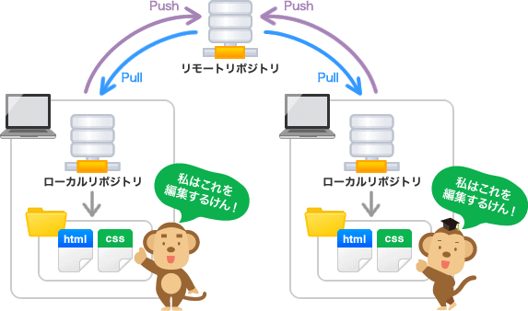 Push
Push
Pull
リモートリポジトリ
Pull
ローカルリポジトリ
ローカルリポジトリ
私はこれを
編集するけん！
私はこれを
編集するけん！
html
css
html
css